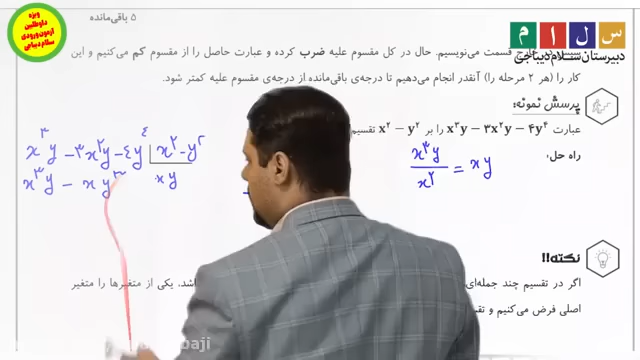 ویژه
داوطلبین
آزمون ورودی
سلام دیباجی
۵ باقی‌مانده
س ل ا م
دبیرستان سلام دیباجی
قسمت می‌نویسیم. حال در کل مقسوم علیه ضرب کرده و عبارت حاصل را از مقسوم کم می‌کنیم و این
کار را (هر ۲ مرحله را) آنقدر انجام می‌دهیم تا درجه‌ی باقی‌مانده از درجه‌ی مقسوم علیه کمتر شود.
پرسش نمونه:
عبارت x³y − 3x²y − 4y⁴ را بر x² − y² تقسیم
راه حل:
x³y − ۳x²y − ٤y٤ | x² − y²
x³y − xy³
xy
x³y / x² = xy
نکته!!
اگر در تقسیم چند جمله‌ای
شد. یکی از متغیرها را متغیر
اصلی فرض می‌کنیم و
baji